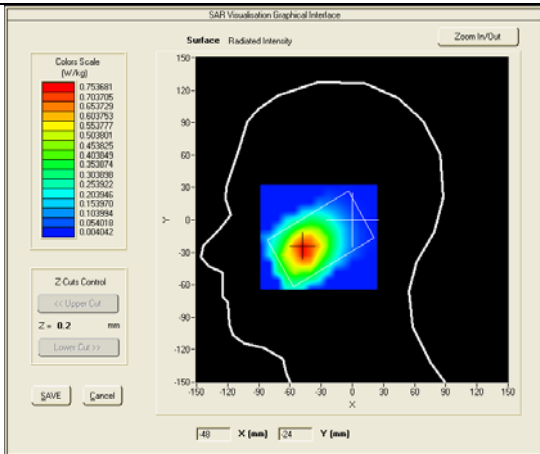 SAR Visualisation Graphical Interface
Surface Radiated Intensity
Zoom In/Out
Colors Scale
(W/kg)
0.753681
0.703705
0.653729
0.603753
0.553777
0.503801
0.453825
0.403849
0.353874
0.303898
0.253922
0.203946
0.153970
0.103994
0.054018
0.004042
Z Cuts Control
<< Upper Cut
Z = 0.2 mm
Lower Cut >>
SAVE Cancel
150
120
90
60
30
0
-30
-60
-90
-120
-150
Y
-150 -120 -90 -60 -30 0 30 60 90 120 150
X
-48 X (mm) -24 Y (mm)